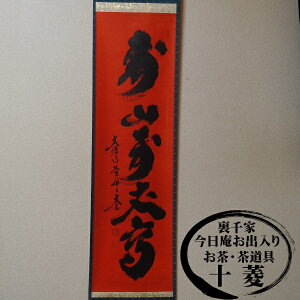 寿山万丈高
裏千家
今日庵お出入り
お茶・茶道具
十菱